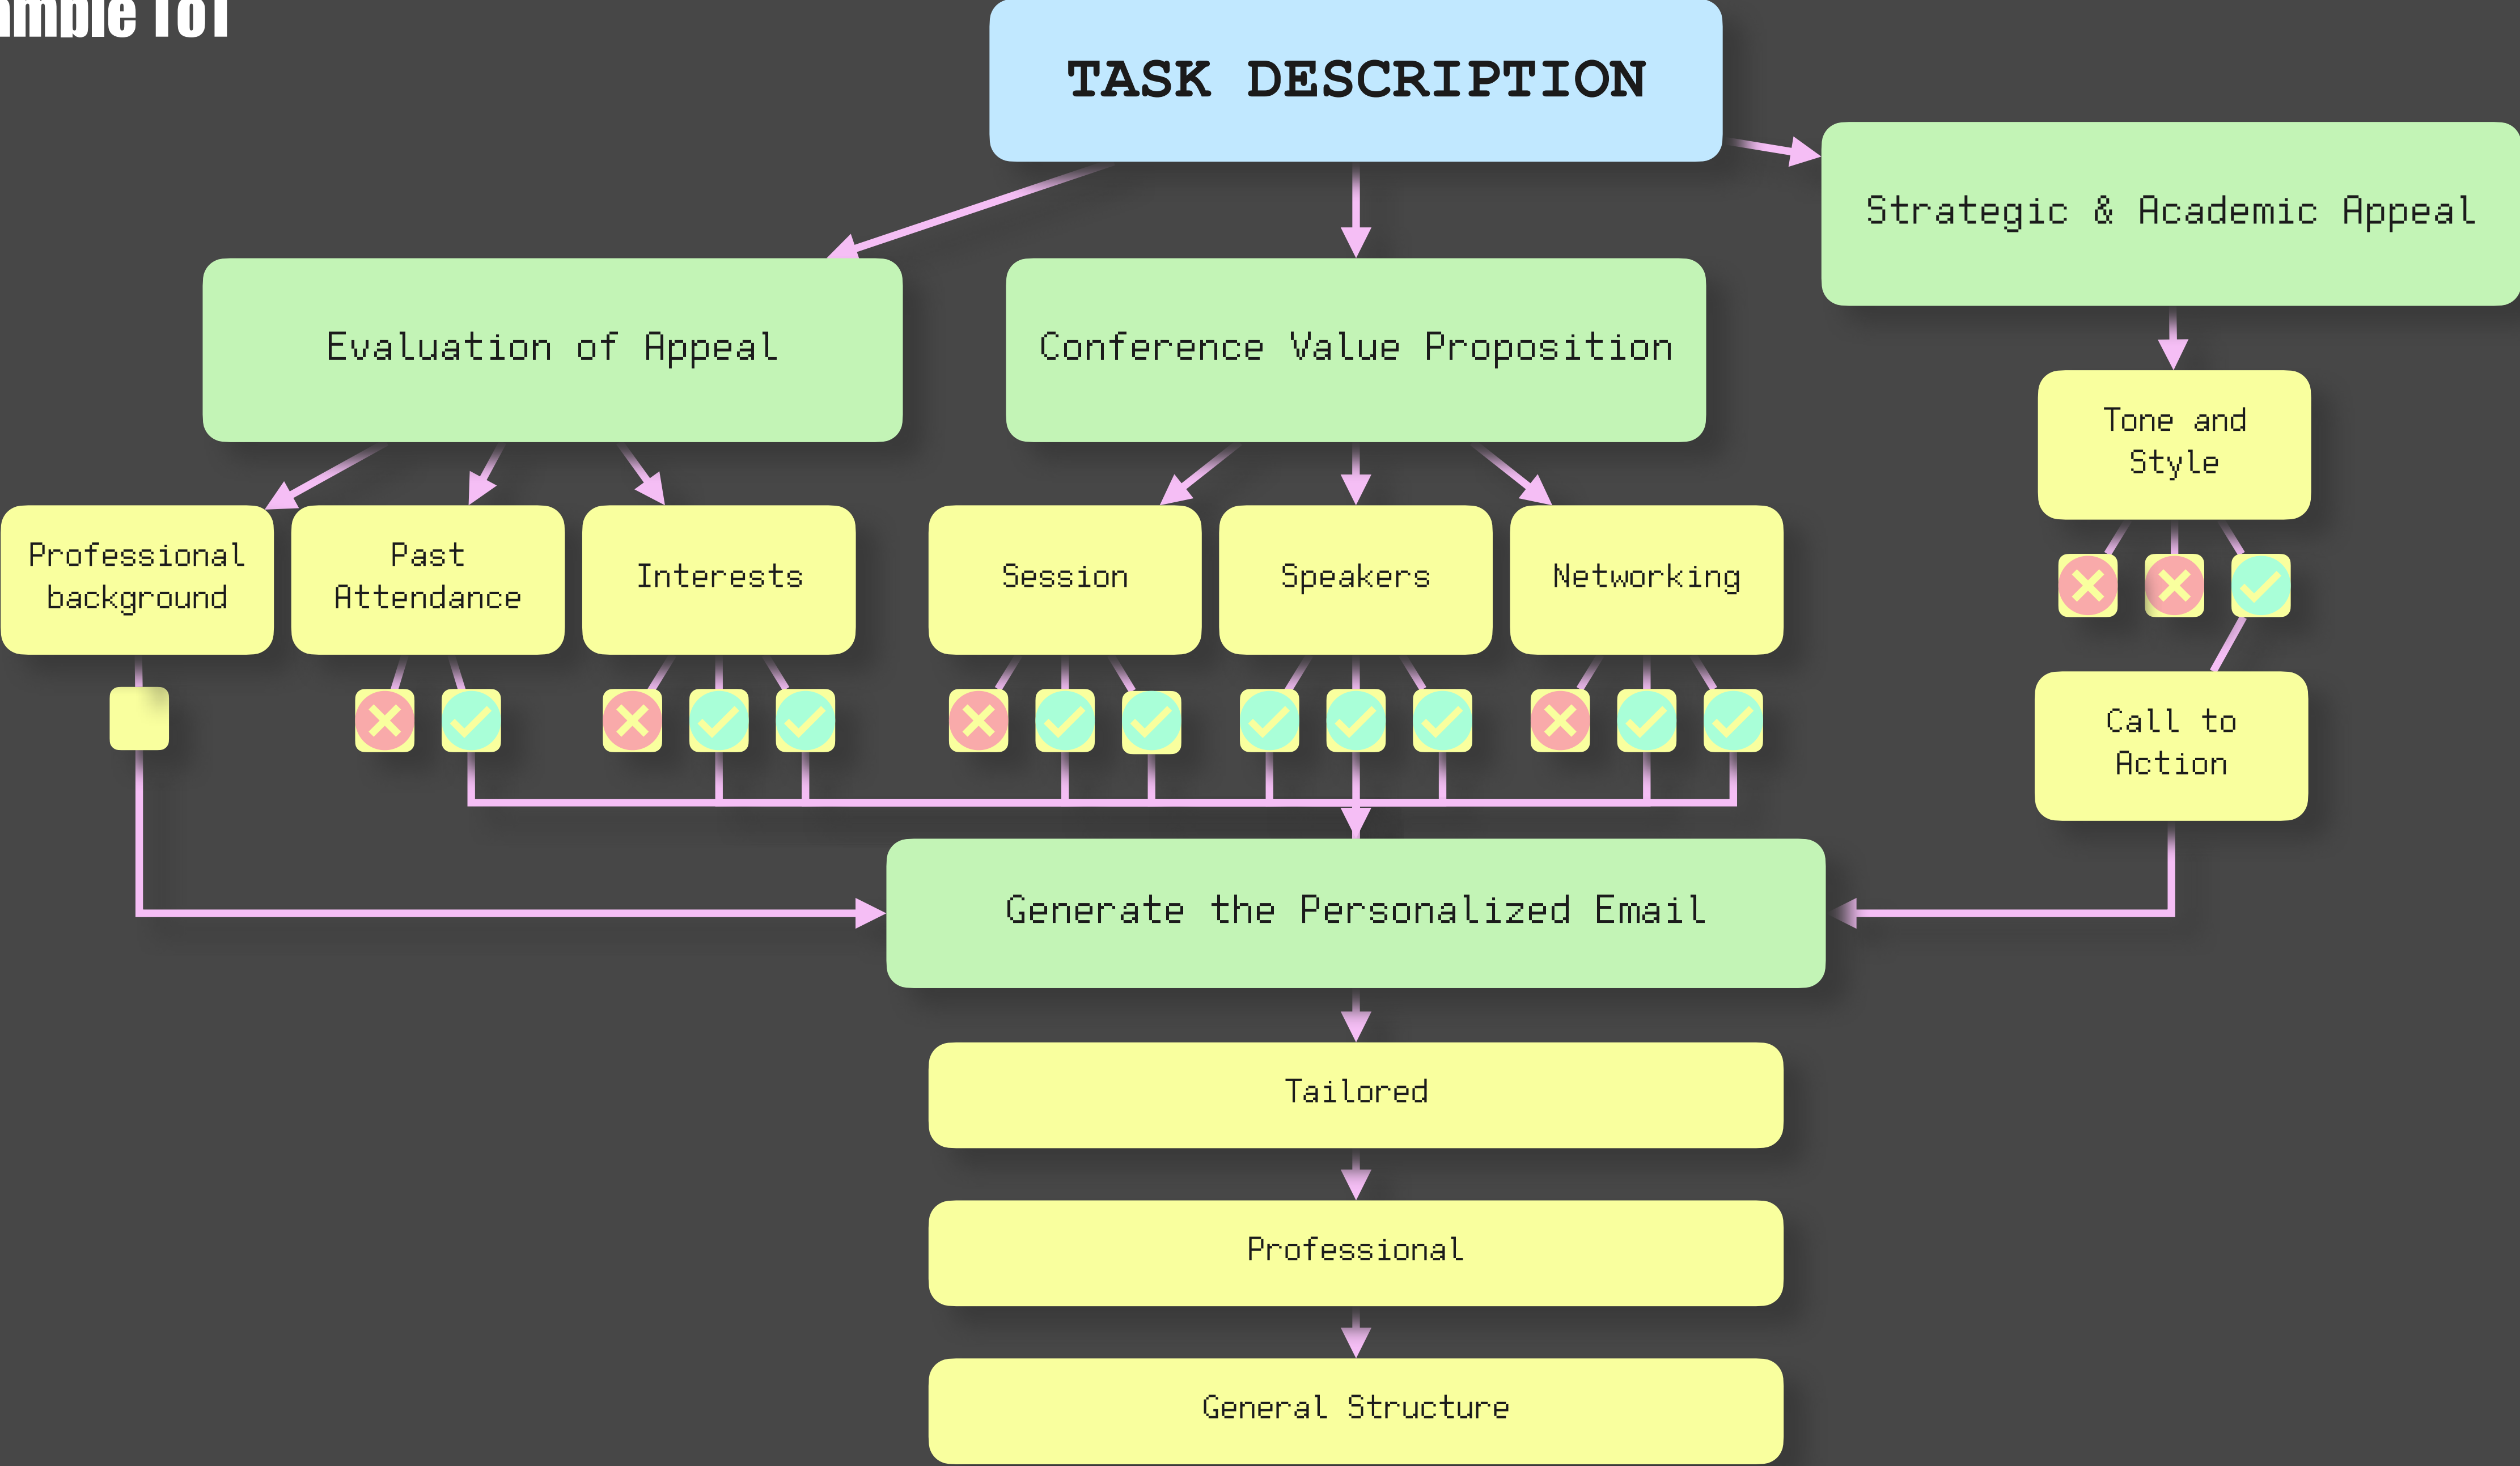 TASK DESCRIPTION
Strategic & Academic Appeal
Evaluation of Appeal
Conference Value Proposition
Tone and
Style
Professional
background
Past
Attendance
Interests
Session
Speakers
Networking
Call to
Action
Generate the Personalized Email
Tailored
Professional
General Structure